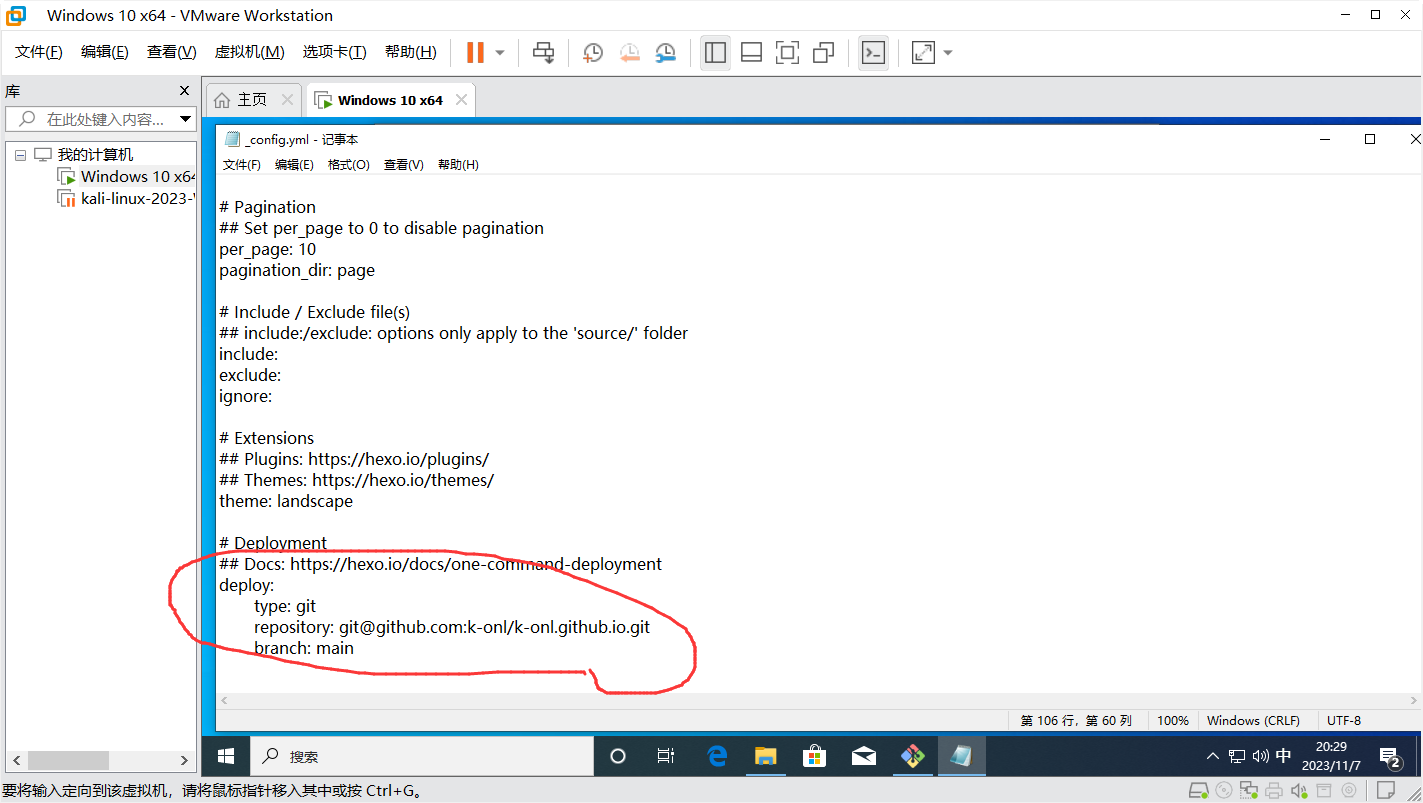 Windows 10 x64 - VMware Workstation
文件(F) 编辑(E) 查看(V) 虚拟机(M) 选项卡(T) 帮助(H)
库
主页
Windows 10 x64
在此处键入内容...
我的计算机
Windows 10 x64
kali-linux-2023-
_config.yml - 记事本
文件(F) 编辑(E) 格式(O) 查看(V) 帮助(H)
# Pagination
## Set per_page to 0 to disable pagination
per_page: 10
pagination_dir: page
# Include / Exclude file(s)
## include:/exclude: options only apply to the 'source/' folder
include:
exclude:
ignore:
# Extensions
## Plugins: https://hexo.io/plugins/
## Themes: https://hexo.io/themes/
theme: landscape
# Deployment
## Docs: https://hexo.io/docs/one-command-deployment
deploy:
type: git
repository: git@github.com:k-onl/k-onl.github.io.git
branch: main
第 106 行，第 60 列 100% Windows (CRLF) UTF-8
搜索
中
20:29
2023/11/7
2
要将输入定向到该虚拟机，请将鼠标指针移入其中或按 Ctrl+G。